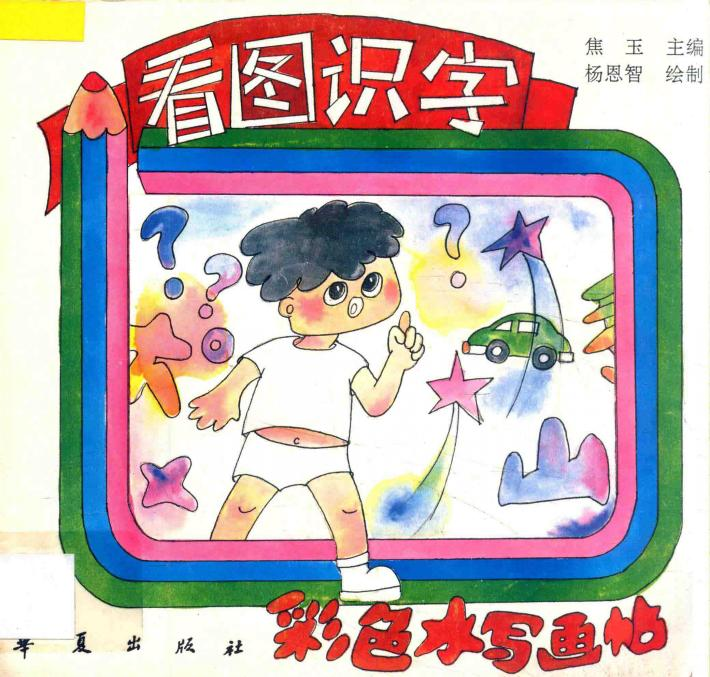 看图识字
焦玉 主编
杨恩智 绘制
? ? ?
大
山
彩色水写画帖
华夏出版社